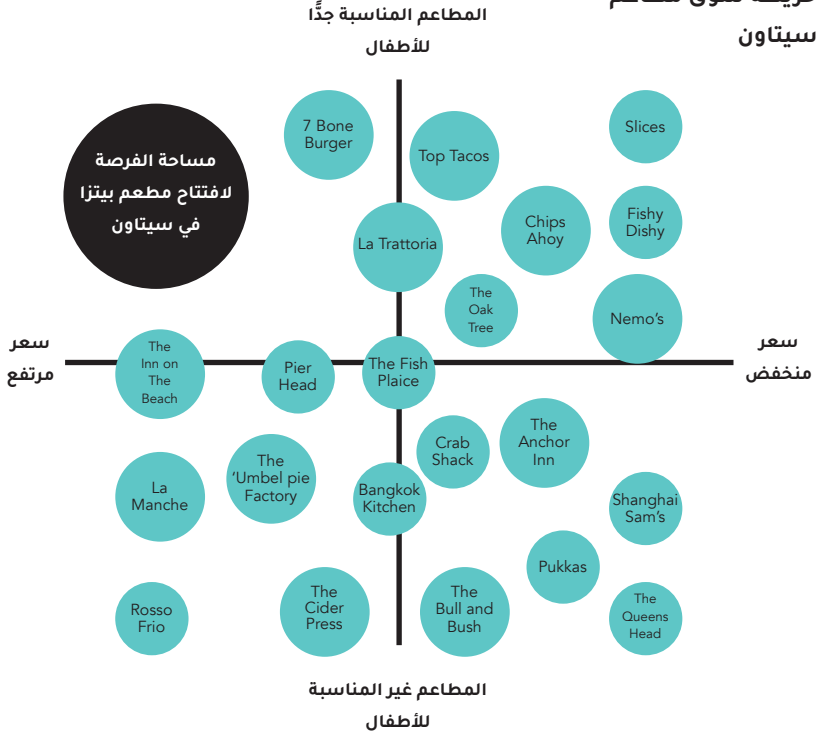 خريطة سوق مطاعم
سيتاون
المطاعم المناسبة جدًّا
للأطفال
مساحة الفرصة
لافتتاح مطعم بيتزا
في سيتاون
7 Bone
Burger
Top Tacos
Slices
La Trattoria
Chips
Ahoy
Fishy
Dishy
The
Oak
Tree
Nemo's
سعر
مرتفع
سعر
منخفض
The
Inn on
The
Beach
Pier
Head
The Fish
Plaice
La
Manche
The
‘Umbel pie
Factory
Bangkok
Kitchen
Crab
Shack
The
Anchor
Inn
Shanghai
Sam's
Pukkas
Rosso
Frio
The
Cider
Press
The
Bull and
Bush
The
Queens
Head
المطاعم غير المناسبة
للأطفال